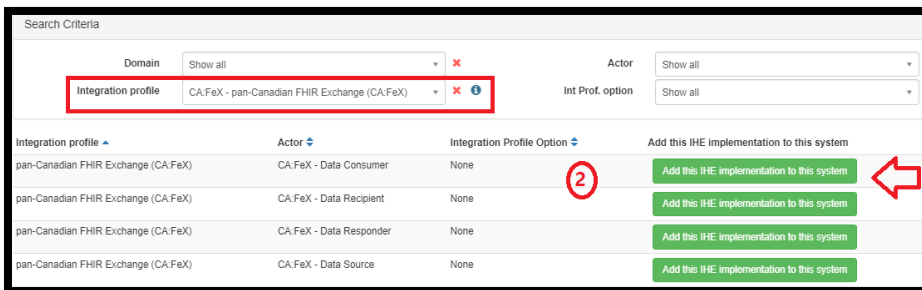 Search Criteria
Domain Show all Actor Show all
Integration profile CA:FeX - pan-Canadian FHIR Exchange (CA:FeX) Int Prof. option Show all
Integration profile Actor Integration Profile Option Add this IHE implementation to this system
pan-Canadian FHIR Exchange (CA:FeX) CA:FeX - Data Consumer None Add this IHE implementation to this system
2
pan-Canadian FHIR Exchange (CA:FeX) CA:FeX - Data Recipient None Add this IHE implementation to this system
pan-Canadian FHIR Exchange (CA:FeX) CA:FeX - Data Responder None Add this IHE implementation to this system
pan-Canadian FHIR Exchange (CA:FeX) CA:FeX - Data Source None Add this IHE implementation to this system